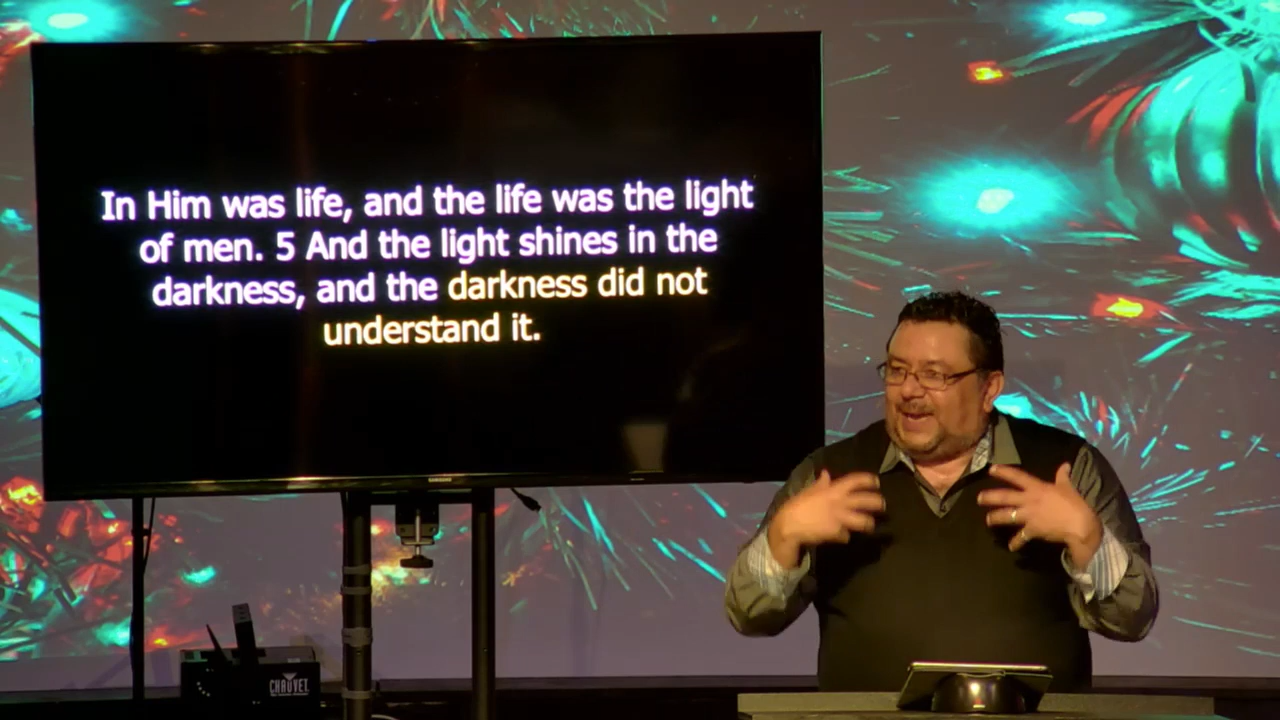 In Him was life, and the life was the light
of men. 5 And the light shines in the
darkness, and the darkness did not
understand it.
SAMSUNG
CHAUVET